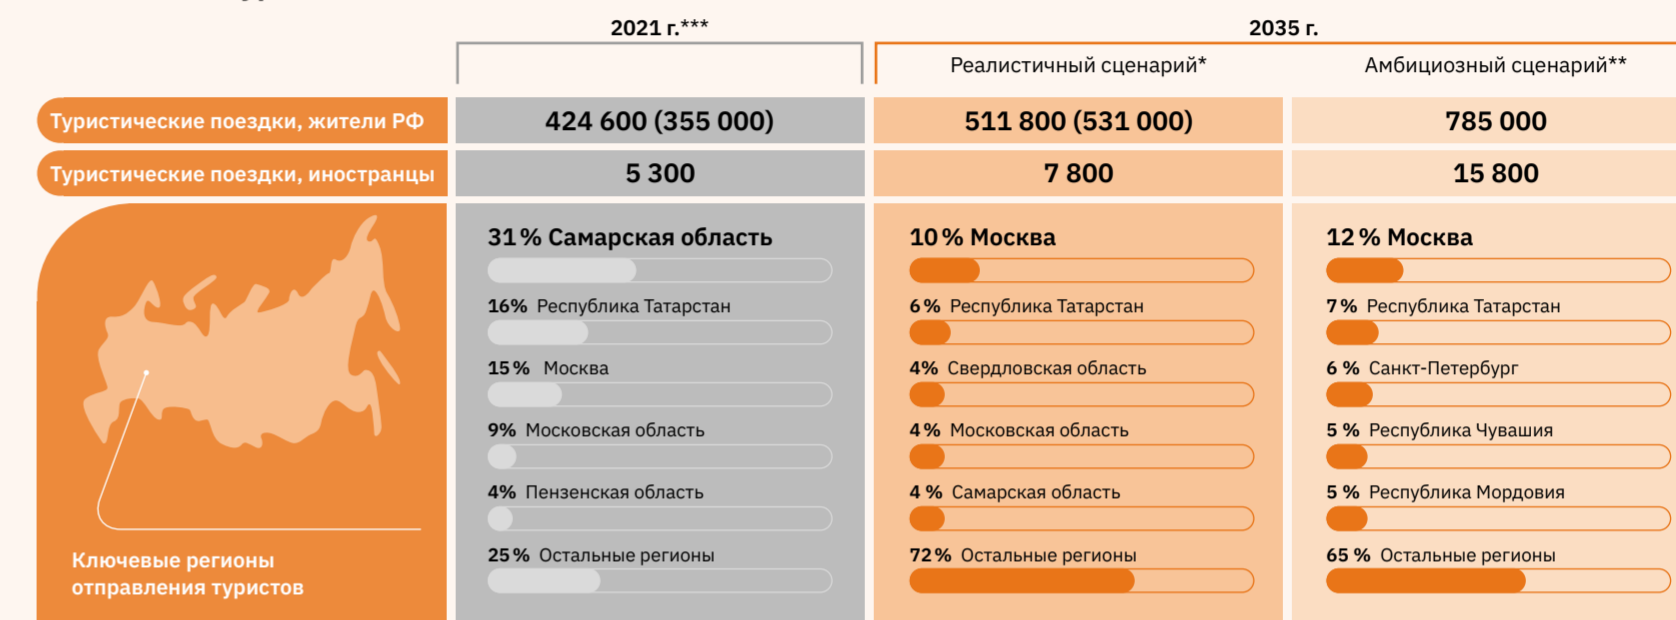 2021 г.***
2035 г.
Реалистичный сценарий*
Амбициозный сценарий**
Туристические поездки, жители РФ
424 600 (355 000)
511 800 (531 000)
785 000
Туристические поездки, иностранцы
5 300
7 800
15 800
31 % Самарская область
16% Республика Татарстан
15 % Москва
9% Московская область
4% Пензенская область
25 % Остальные регионы
10 % Москва
6 % Республика Татарстан
4% Свердловская область
4 % Московская область
4 % Самарская область
72 % Остальные регионы
12 % Москва
7 % Республика Татарстан
6 % Санкт-Петербург
5 % Республика Чувашия
5 % Республика Мордовия
65 % Остальные регионы
Ключевые регионы
отправления туристов